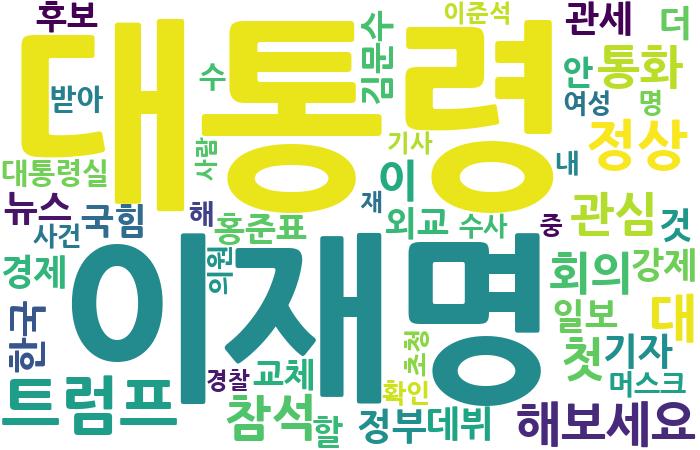 후보
이준석
관세
더
대통령
김문수
수
안
통화
받아
여성
명
정상
기사
사람
대통령실
이
내
뉴스
국힘
해
재
관심
것
사건
홍준표
외교
수사
중
경제
의원
이재명
회의
강제
한국
일보
대
초청
첫
기자
경찰
교체
확인
머스크
트럼프
참석
할
정부
데뷔
해보세요